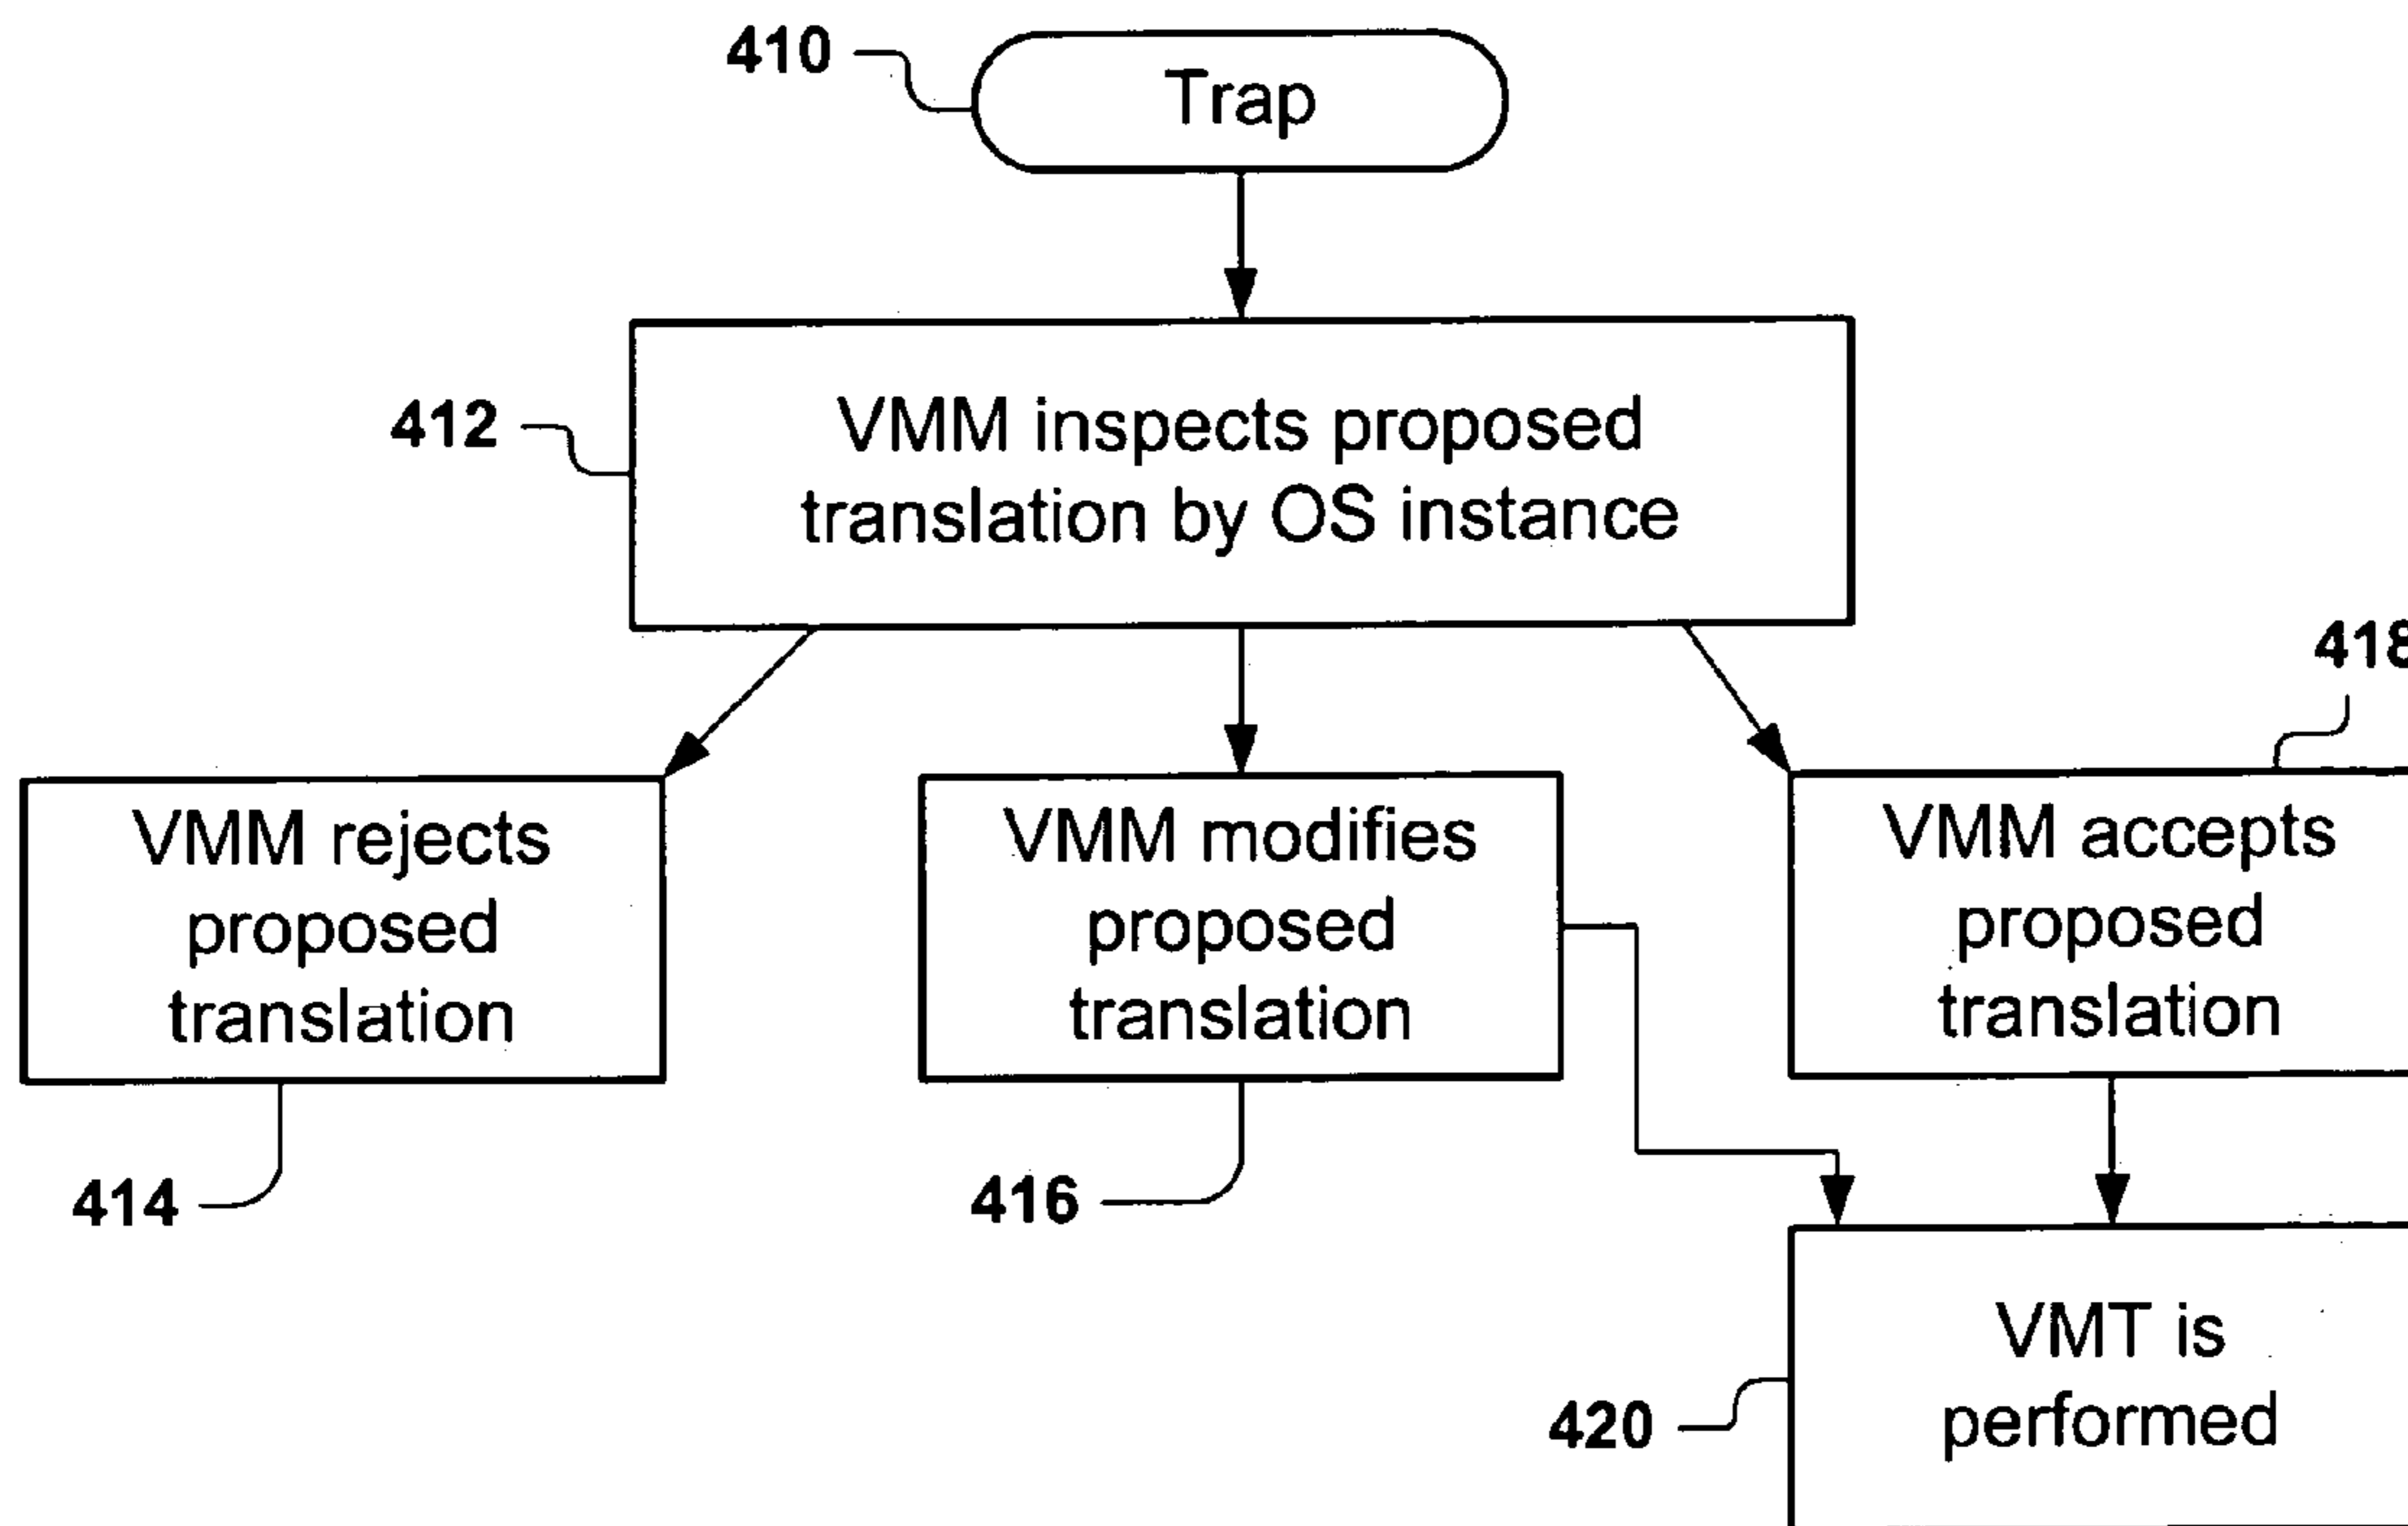 410
Trap
412
VMM inspects proposed
translation by OS instance
418
VMM rejects
proposed
translation
VMM modifies
proposed
translation
VMM accepts
proposed
translation
414
416
VMT is
performed
420